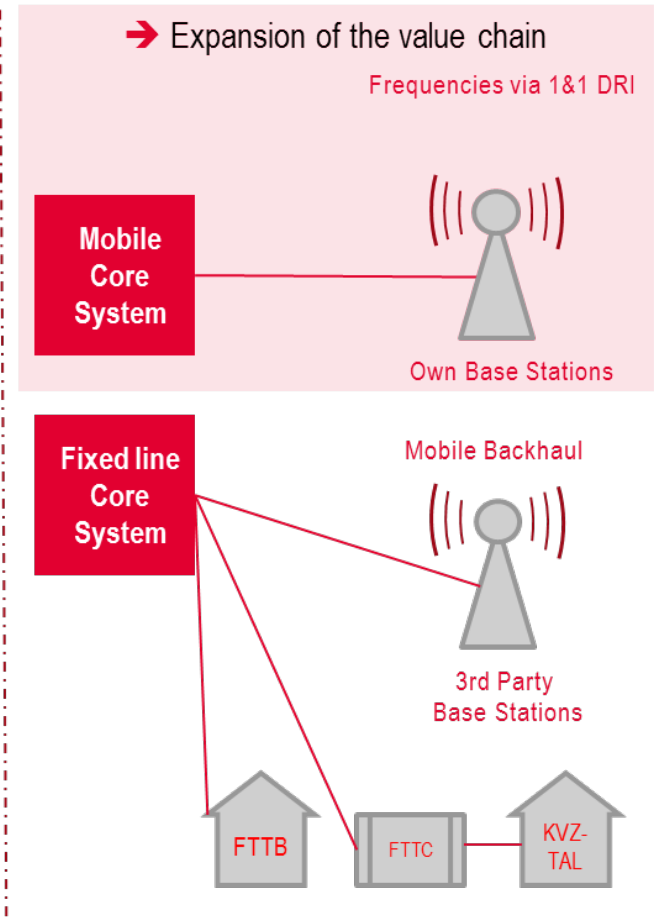 ➔ Expansion of the value chain
Frequencies via 1&1 DRI
Mobile
Core
System
Own Base Stations
Fixed line
Core
System
Mobile Backhaul
3rd Party
Base Stations
FTTB
FTTC
KVZ-
TAL